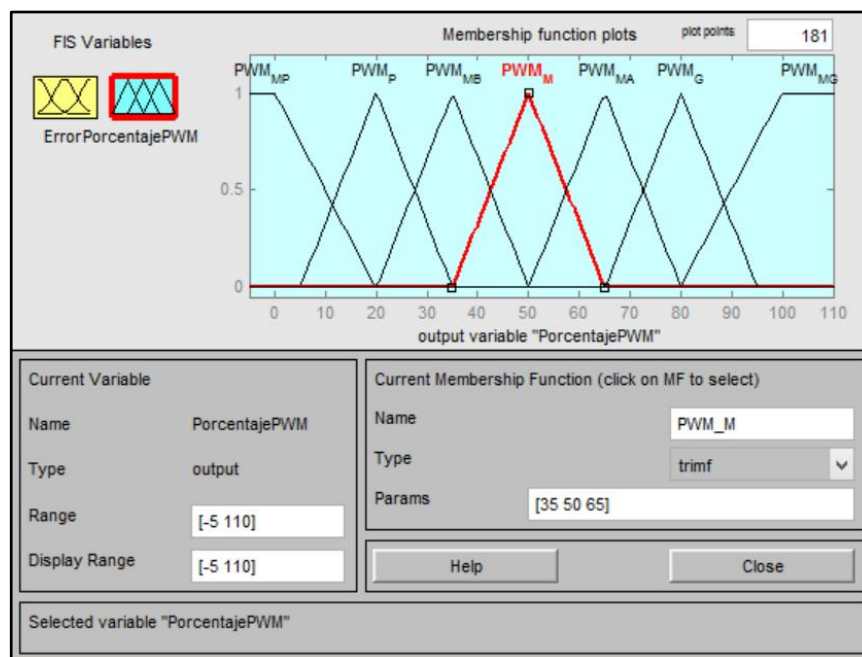 FIS Variables
Membership function plots
plot points:
181
PWM_MP PWM_P PWM_MB PWM_M PWM_MA PWM_G PWM_MG
1
0.5
0
ErrorPorcentajePWM
0 10 20 30 40 50 60 70 80 90 100 110
output variable "PorcentajePWM"
Current Variable
Name PorcentajePWM
Type output
Range [-5 110]
Display Range [-5 110]
Current Membership Function (click on MF to select)
Name PWM_M
Type trimf
Params [35 50 65]
Help Close
Selected variable "PorcentajePWM"